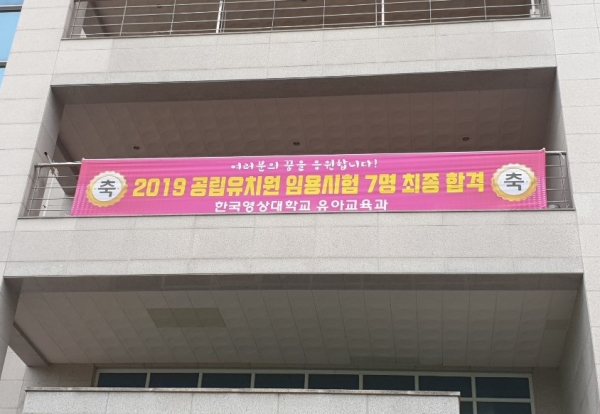 여러분의 꿈을 응원합니다!
축 2019 공립유치원 임용시험 7명 최종 합격 축
한국영상대학교 유아교육과